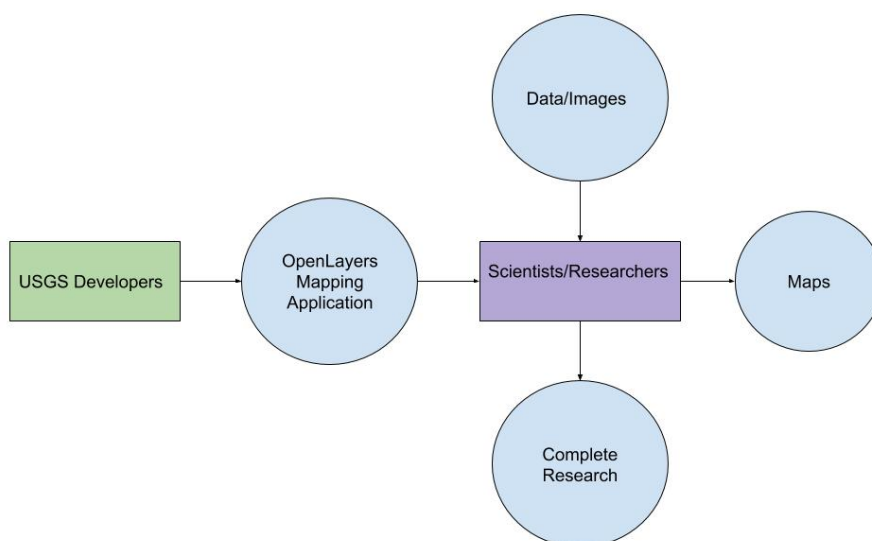 Data/Images
USGS Developers
OpenLayers
Mapping
Application
Scientists/Researchers
Maps
Complete
Research